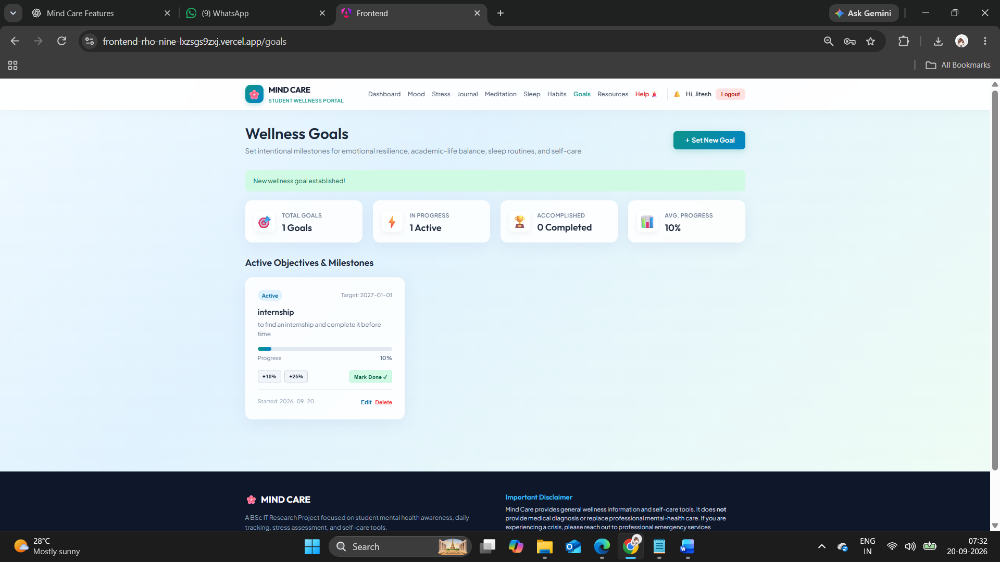 Mind Care Features
(9) WhatsApp
Frontend
Ask Gemini
frontend-rho-nine-lxzsgs9zxj.vercel.app/goals
All Bookmarks
MIND CARE
STUDENT WELLNESS PORTAL
Dashboard Mood Stress Journal Meditation Sleep Habits Goals Resources Help Hi, Jitesh Logout
Wellness Goals
+ Set New Goal
Set intentional milestones for emotional resilience, academic-life balance, sleep routines, and self-care
New wellness goal established!
TOTAL GOALS
1 Goals
IN PROGRESS
1 Active
ACCOMPLISHED
0 Completed
AVG. PROGRESS
10%
Active Objectives & Milestones
Active Target: 2027-01-01
internship
to find an internship and complete it before
time
Progress 10%
+10% +25% Mark Done ✓
Started: 2026-09-20 Edit Delete
MIND CARE
A BSc IT Research Project focused on student mental health awareness, daily
tracking, stress assessment, and self-care tools.
Important Disclaimer
Mind Care provides general wellness information and self-care tools. It does not
provide medical diagnosis or replace professional mental-health care. If you are
experiencing a crisis, please reach out to professional emergency services
28°C
Mostly sunny
Search
ENG
IN
07:32
20-09-2026